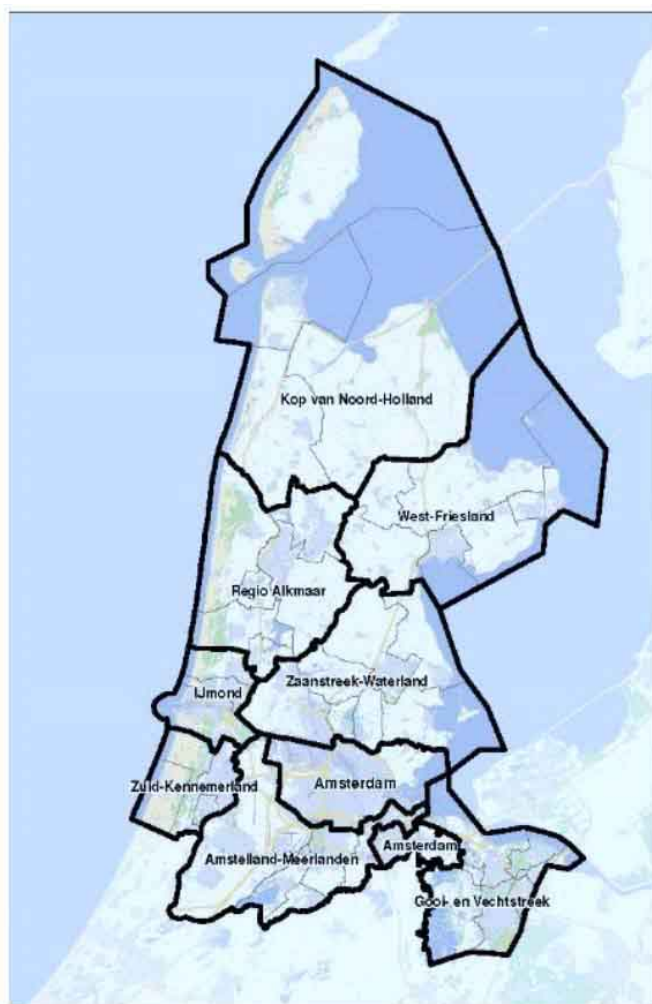 Kop van Noord-Holland
West-Friesland
Regio Alkmaar
IJmond
Zaanstreek-Waterland
Zuid-Kennemerland
Amsterdam
Amstelland-Meerlanden
Amsterdam
Gooi- en Vechtstreek